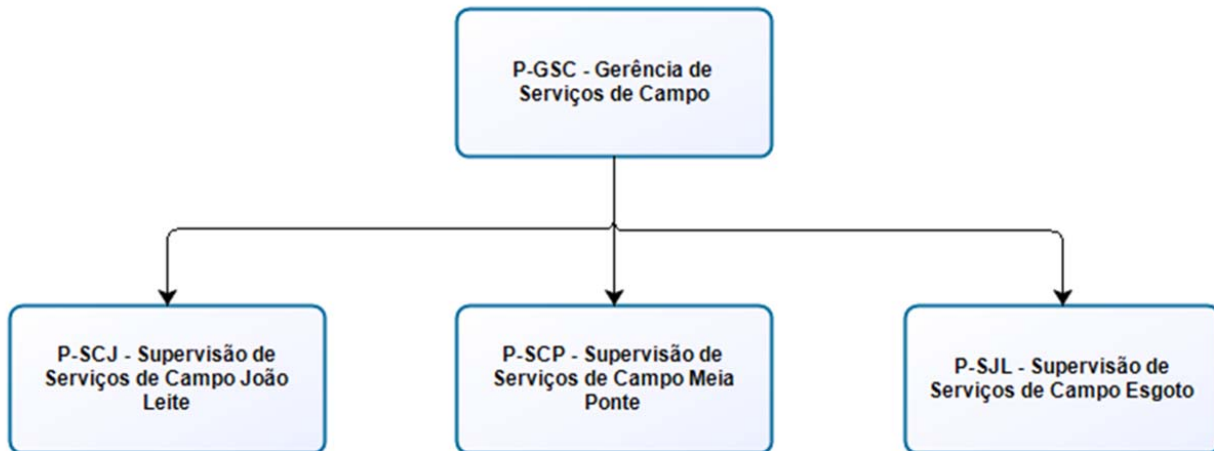 P-GSC - Gerência de
Serviços de Campo
P-SCJ - Supervisão de
Serviços de Campo João
Leite
P-SCP - Supervisão de
Serviços de Campo Meia
Ponte
P-SJL - Supervisão de
Serviços de Campo Esgoto